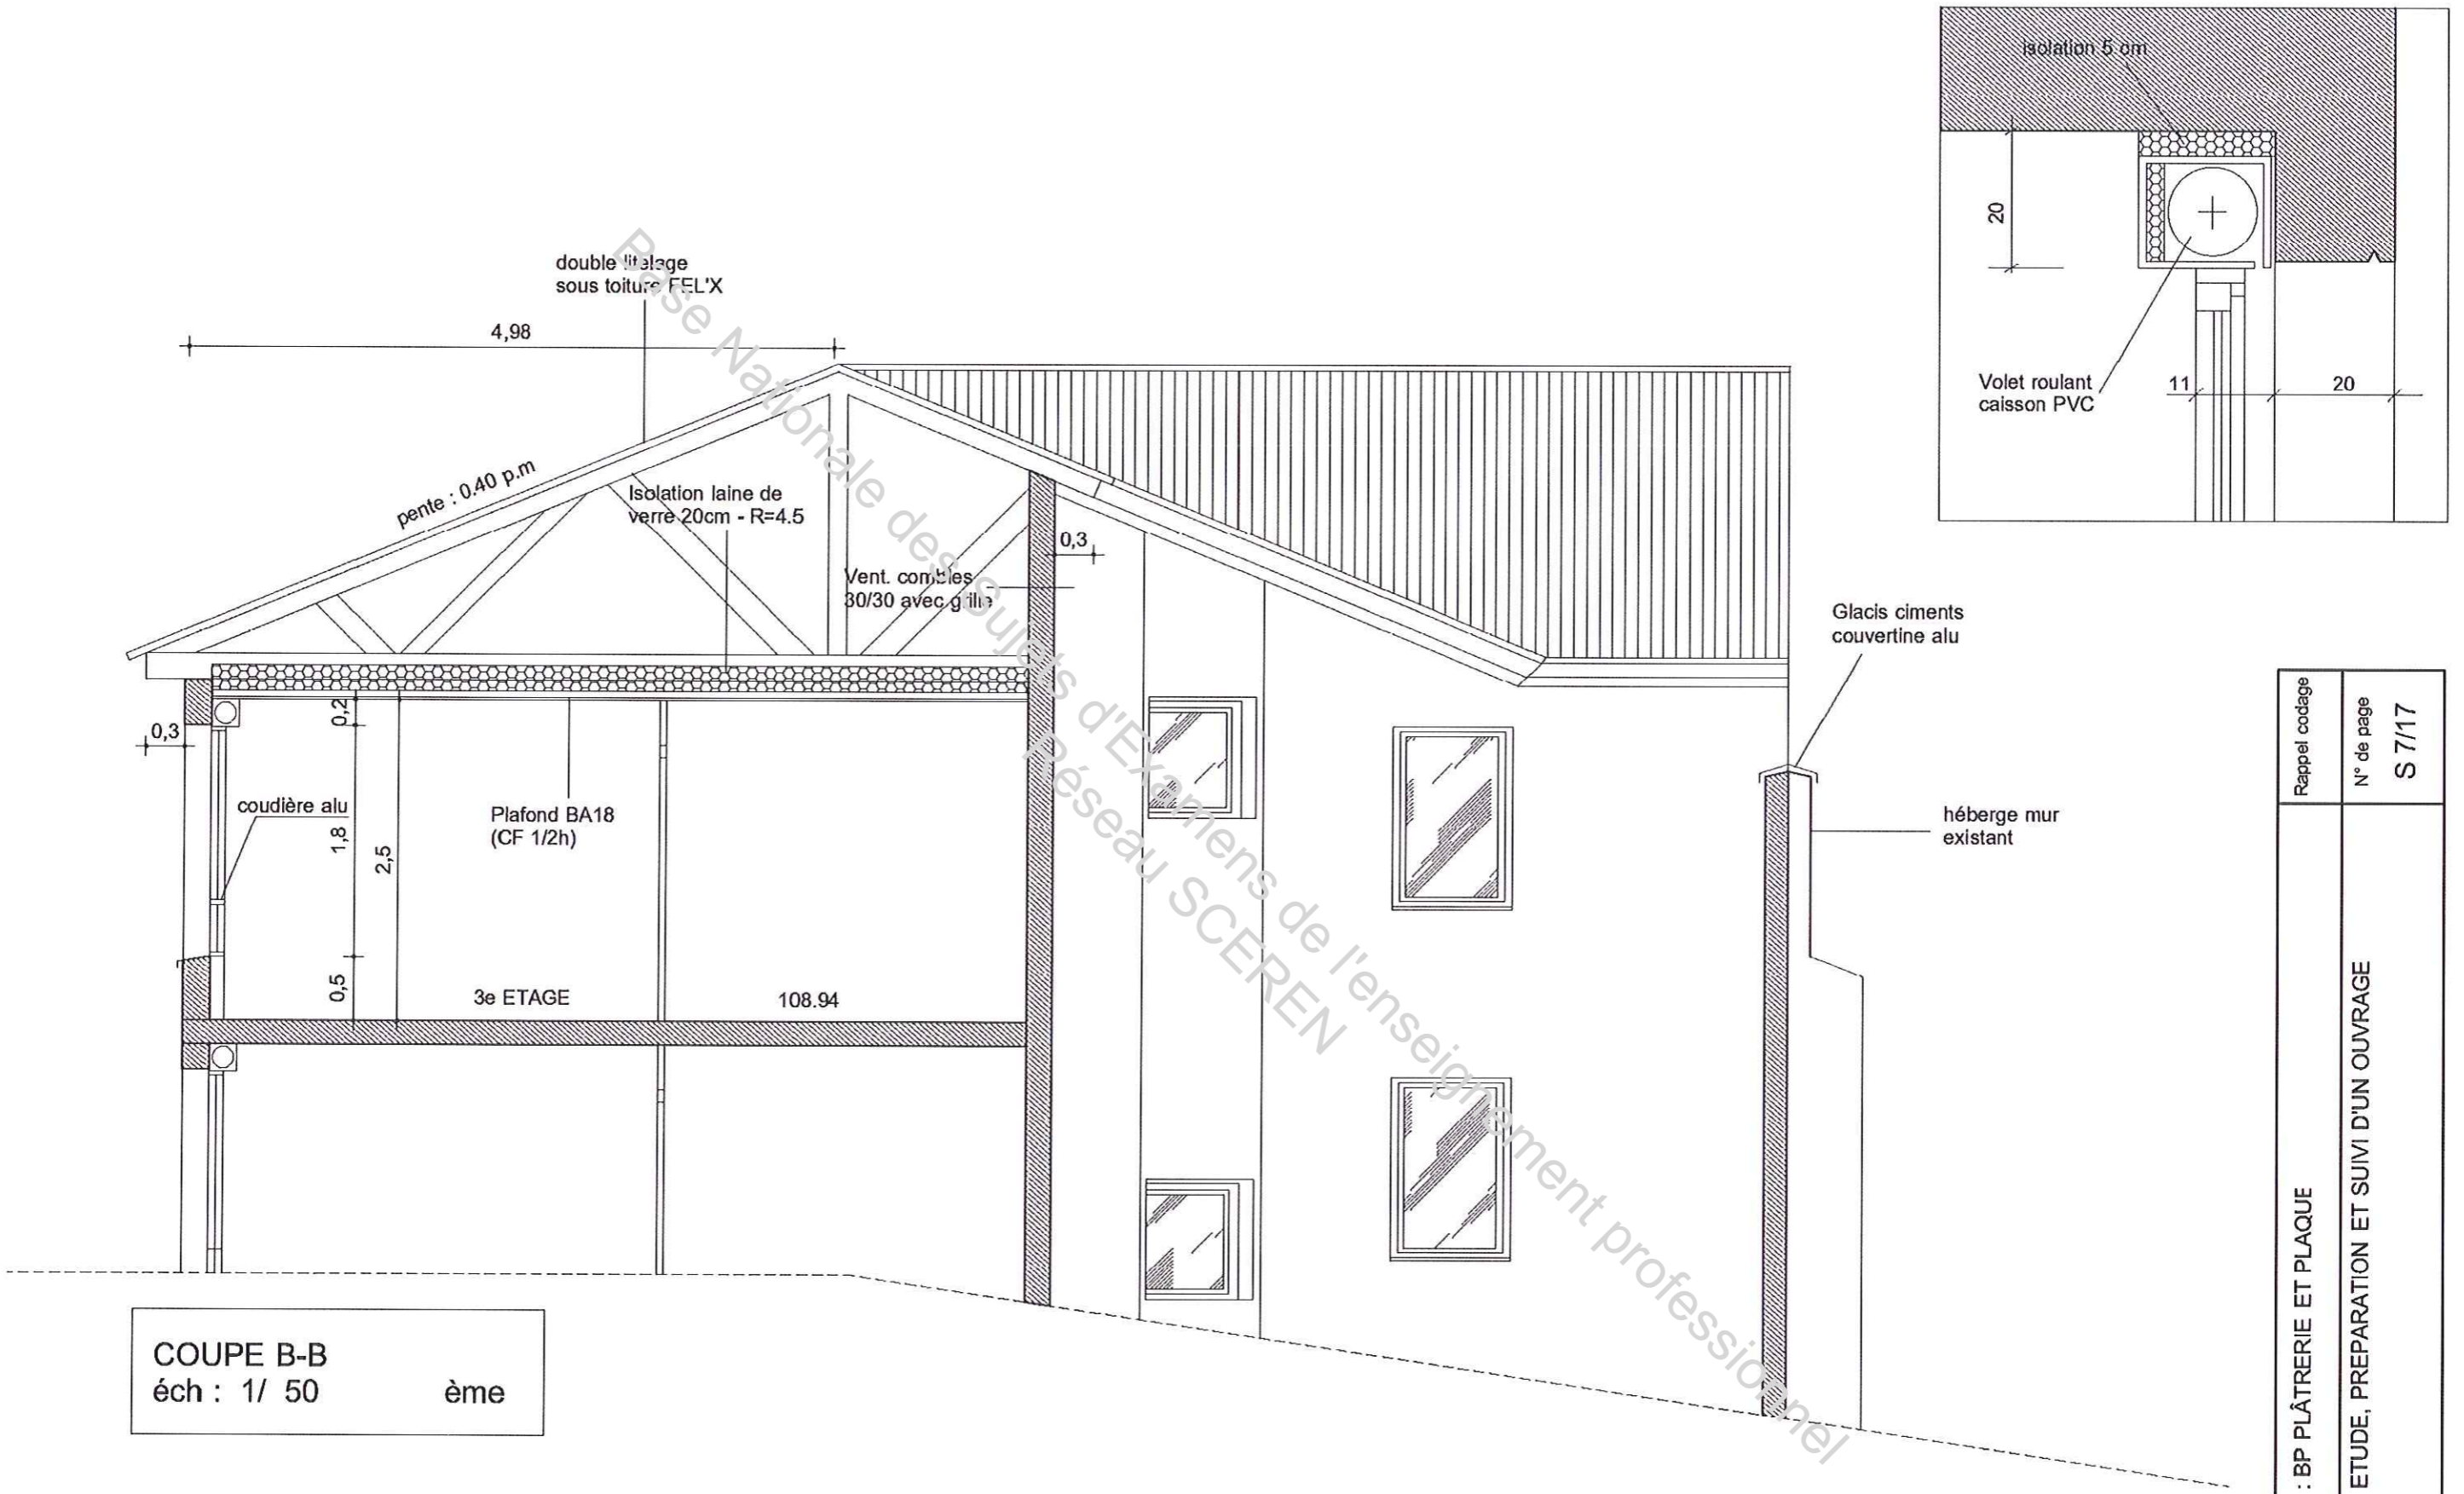 isolation 5 cm
20
Volet roulant
caisson PVC
11
20
double litelage
sous toiture FEL'X
4,98
pente : 0.40 p.m
Isolation laine de
verre 20cm - R=4.5
Vent. combles
30/30 avec grille
0,3
Glacis ciments
couvertine alu
héberge mur
existant
0,3
0,2
coudière alu
1,8
2,5
Plafond BA18
(CF 1/2h)
0,5
3e ETAGE
108.94
COUPE B-B
éch : 1/ 50 ème
Base Nationale des sujets d'Examens de l'enseignement professionnel
Réseau SCEREN
: BP PLÂTRERIE ET PLAQUE
Rappel codage
ETUDE, PREPARATION ET SUIVI D'UN OUVRAGE
N° de page
S 7/17